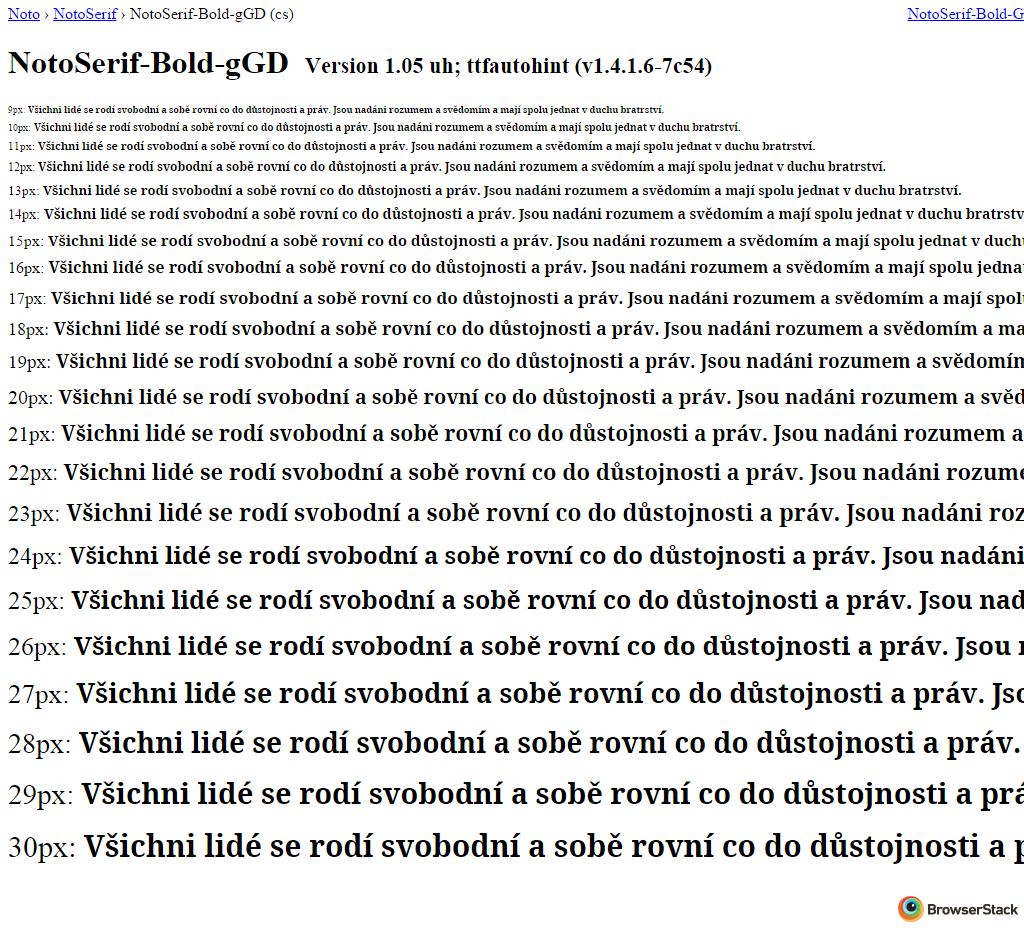 Noto › NotoSerif › NotoSerif-Bold-gGD (cs) NotoSerif-Bold-G
NotoSerif-Bold-gGD Version 1.05 uh; ttfautohint (v1.4.1.6-7c54)
9px: Všichni lidé se rodí svobodní a sobě rovní co do důstojnosti a práv. Jsou nadáni rozumem a svědomím a mají spolu jednat v duchu bratrství.
10px: Všichni lidé se rodí svobodní a sobě rovní co do důstojnosti a práv. Jsou nadáni rozumem a svědomím a mají spolu jednat v duchu bratrství.
11px: Všichni lidé se rodí svobodní a sobě rovní co do důstojnosti a práv. Jsou nadáni rozumem a svědomím a mají spolu jednat v duchu bratrství.
12px: Všichni lidé se rodí svobodní a sobě rovní co do důstojnosti a práv. Jsou nadáni rozumem a svědomím a mají spolu jednat v duchu bratrství.
13px: Všichni lidé se rodí svobodní a sobě rovní co do důstojnosti a práv. Jsou nadáni rozumem a svědomím a mají spolu jednat v duchu bratrství.
14px: Všichni lidé se rodí svobodní a sobě rovní co do důstojnosti a práv. Jsou nadáni rozumem a svědomím a mají spolu jednat v duchu bratrstv
15px: Všichni lidé se rodí svobodní a sobě rovní co do důstojnosti a práv. Jsou nadáni rozumem a svědomím a mají spolu jednat v duch
16px: Všichni lidé se rodí svobodní a sobě rovní co do důstojnosti a práv. Jsou nadáni rozumem a svědomím a mají spolu jedna
17px: Všichni lidé se rodí svobodní a sobě rovní co do důstojnosti a práv. Jsou nadáni rozumem a svědomím a mají spol
18px: Všichni lidé se rodí svobodní a sobě rovní co do důstojnosti a práv. Jsou nadáni rozumem a svědomím a ma
19px: Všichni lidé se rodí svobodní a sobě rovní co do důstojnosti a práv. Jsou nadáni rozumem a svědomím
20px: Všichni lidé se rodí svobodní a sobě rovní co do důstojnosti a práv. Jsou nadáni rozumem a svěd
21px: Všichni lidé se rodí svobodní a sobě rovní co do důstojnosti a práv. Jsou nadáni rozumem a
22px: Všichni lidé se rodí svobodní a sobě rovní co do důstojnosti a práv. Jsou nadáni rozume
23px: Všichni lidé se rodí svobodní a sobě rovní co do důstojnosti a práv. Jsou nadáni roz
24px: Všichni lidé se rodí svobodní a sobě rovní co do důstojnosti a práv. Jsou nadáni
25px: Všichni lidé se rodí svobodní a sobě rovní co do důstojnosti a práv. Jsou nad
26px: Všichni lidé se rodí svobodní a sobě rovní co do důstojnosti a práv. Jsou
27px: Všichni lidé se rodí svobodní a sobě rovní co do důstojnosti a práv. Jso
28px: Všichni lidé se rodí svobodní a sobě rovní co do důstojnosti a práv.
29px: Všichni lidé se rodí svobodní a sobě rovní co do důstojnosti a prá
30px: Všichni lidé se rodí svobodní a sobě rovní co do důstojnosti a p
BrowserStack